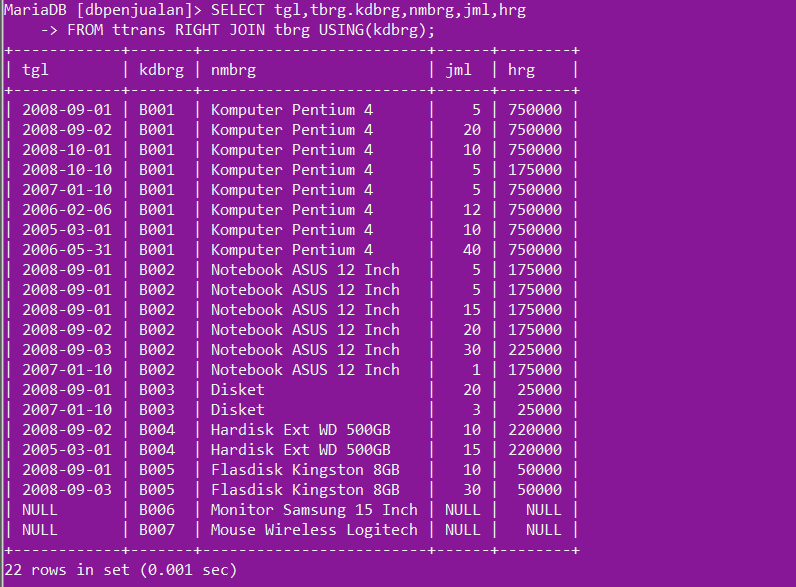 MariaDB [dbpenjualan]> SELECT tgl,tbrg.kdbrg,nmbrg,jml,hrg
    -> FROM ttrans RIGHT JOIN tbrg USING(kdbrg);
+------------+-------+-------------------------+------+--------+
| tgl        | kdbrg | nmbrg                   | jml  | hrg    |
+------------+-------+-------------------------+------+--------+
| 2008-09-01 | B001  | Komputer Pentium 4      |    5 | 750000 |
| 2008-09-02 | B001  | Komputer Pentium 4      |   20 | 750000 |
| 2008-10-01 | B001  | Komputer Pentium 4      |   10 | 750000 |
| 2008-10-10 | B001  | Komputer Pentium 4      |    5 | 175000 |
| 2007-01-10 | B001  | Komputer Pentium 4      |    5 | 750000 |
| 2006-02-06 | B001  | Komputer Pentium 4      |   12 | 750000 |
| 2005-03-01 | B001  | Komputer Pentium 4      |   10 | 750000 |
| 2006-05-31 | B001  | Komputer Pentium 4      |   40 | 750000 |
| 2008-09-01 | B002  | Notebook ASUS 12 Inch   |    5 | 175000 |
| 2008-09-01 | B002  | Notebook ASUS 12 Inch   |    5 | 175000 |
| 2008-09-01 | B002  | Notebook ASUS 12 Inch   |   15 | 175000 |
| 2008-09-02 | B002  | Notebook ASUS 12 Inch   |   20 | 175000 |
| 2008-09-03 | B002  | Notebook ASUS 12 Inch   |   30 | 225000 |
| 2007-01-10 | B002  | Notebook ASUS 12 Inch   |    1 | 175000 |
| 2008-09-01 | B003  | Disket                  |   20 |  25000 |
| 2007-01-10 | B003  | Disket                  |    3 |  25000 |
| 2008-09-02 | B004  | Hardisk Ext WD 500GB    |   10 | 220000 |
| 2005-03-01 | B004  | Hardisk Ext WD 500GB    |   15 | 220000 |
| 2008-09-01 | B005  | Flasdisk Kingston 8GB   |   10 |  50000 |
| 2008-09-03 | B005  | Flasdisk Kingston 8GB   |   30 |  50000 |
| NULL       | B006  | Monitor Samsung 15 Inch | NULL |   NULL |
| NULL       | B007  | Mouse Wireless Logitech | NULL |   NULL |
+------------+-------+-------------------------+------+--------+
22 rows in set (0.001 sec)